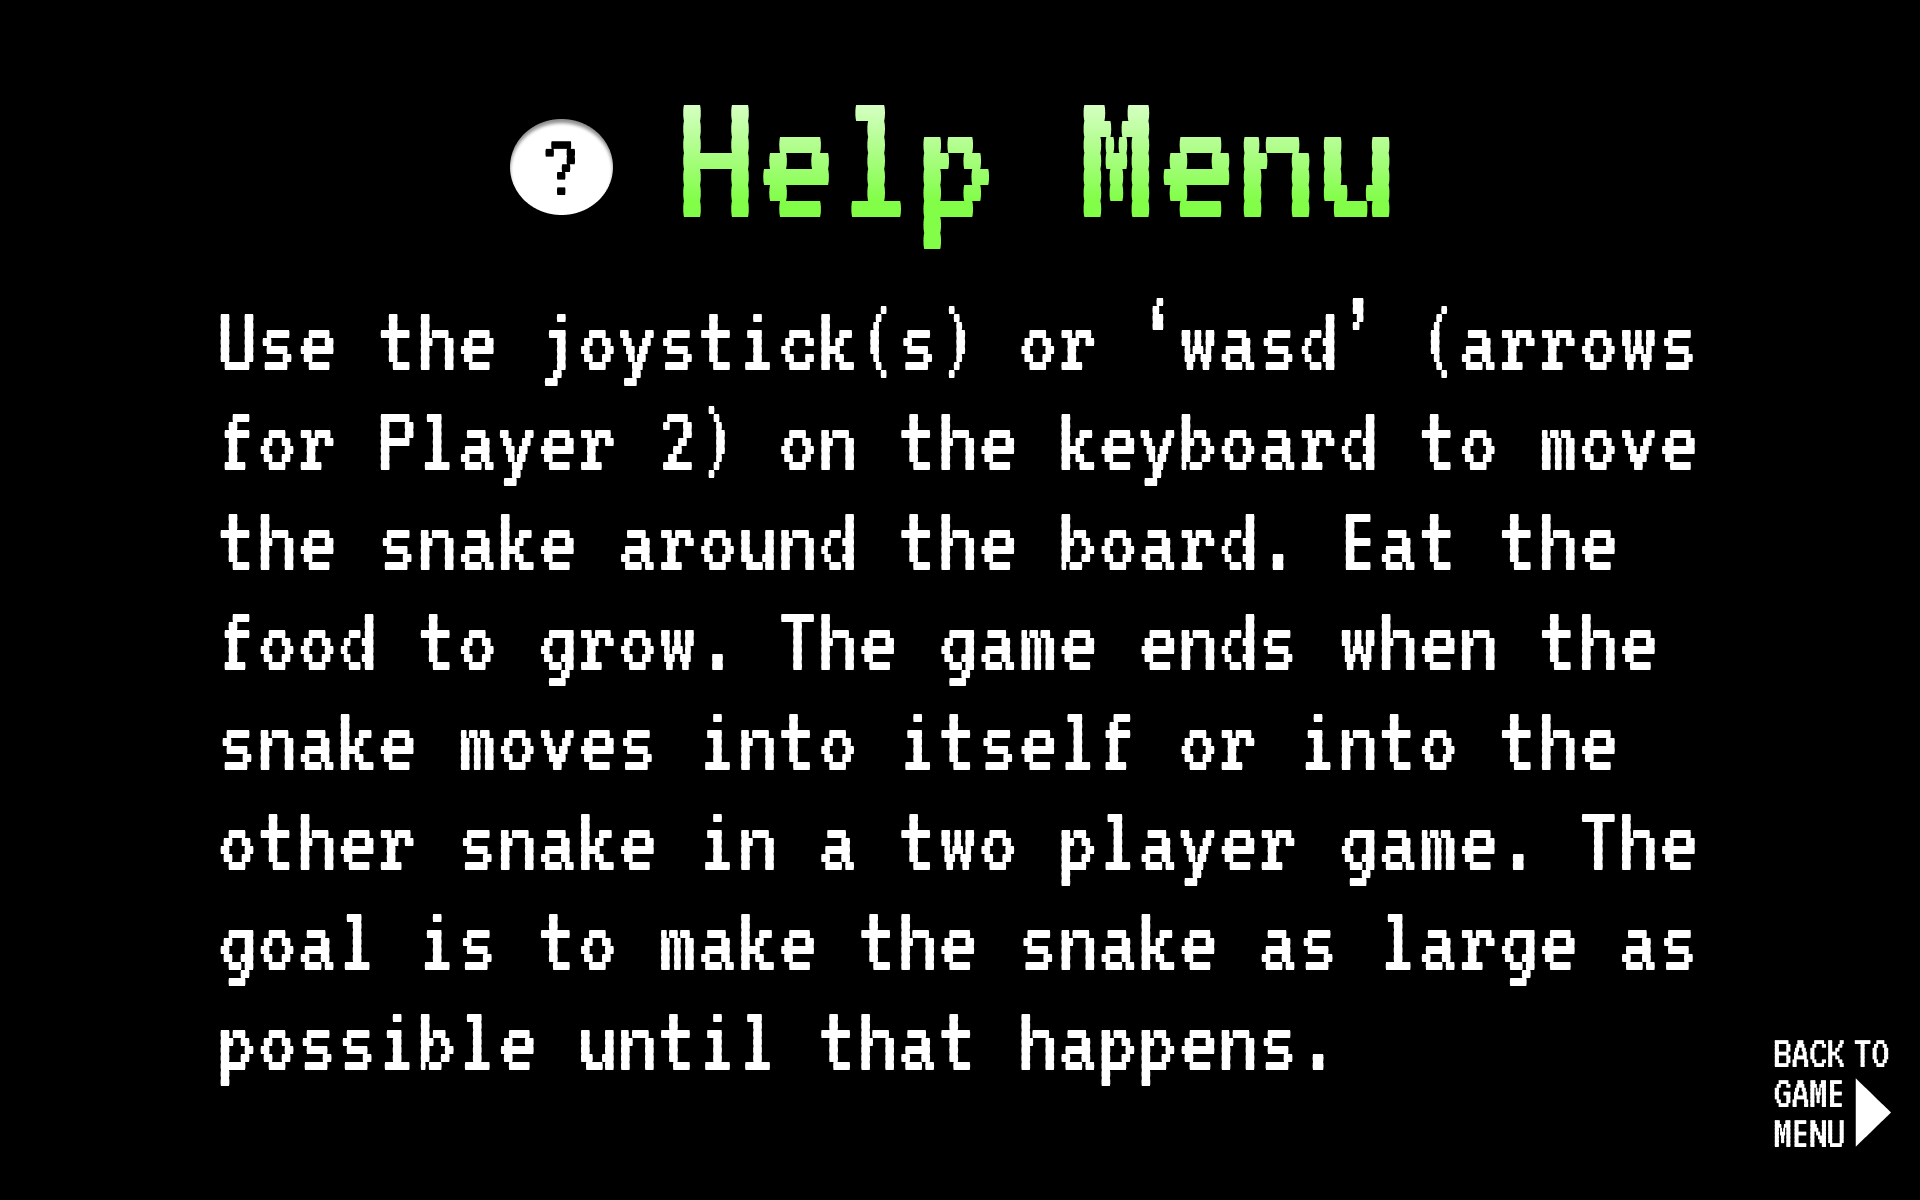 ? Help Menu
Use the joystick(s) or ‘wasd’ (arrows
for Player 2) on the keyboard to move
the snake around the board. Eat the
food to grow. The game ends when the
snake moves into itself or into the
other snake in a two player game. The
goal is to make the snake as large as
possible until that happens.
BACK TO
GAME
MENU